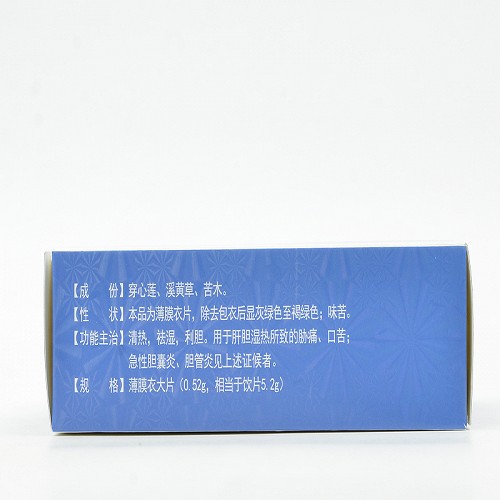 【成　份】穿心莲、溪黄草、苦木。
【性　状】本品为薄膜衣片，除去包衣后显灰绿色至褐绿色；味苦。
【功能主治】清热，祛湿，利胆。用于肝胆湿热所致的胁痛、口苦；
急性胆囊炎、胆管炎见上述证候者。
【规　格】薄膜衣大片（0.52g，相当于饮片5.2g）